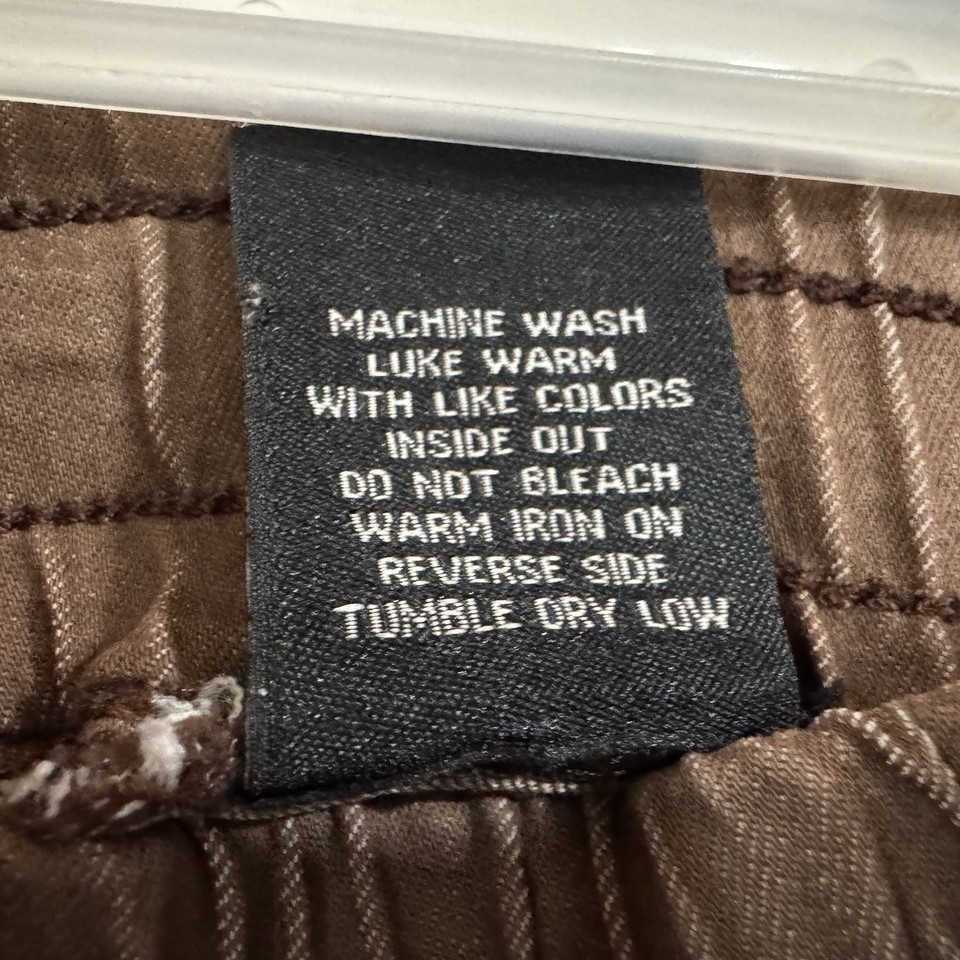 MACHINE WASH
LUKE WARM
WITH LIKE COLORS
INSIDE OUT
DO NOT BLEACH
WARM IRON ON
REVERSE SIDE
TUMBLE DRY LOW